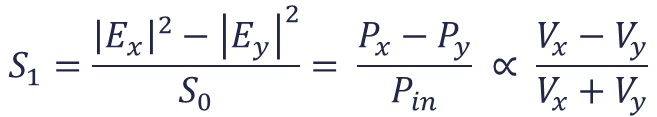 S₁ = (|Eₓ|² − |E_y|²) / S₀ = (Pₓ − P_y) / P_in ∝ (Vₓ − V_y) / (Vₓ + V_y)